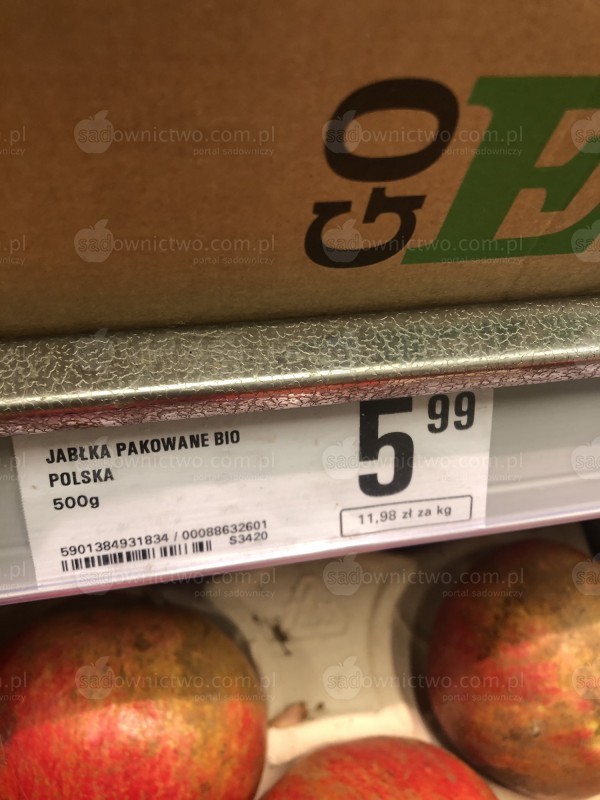 GO
E
JABŁKA PAKOWANE BIO
POLSKA
500g
5 99
11,98 zł za kg
5901384931834 / 00088632601
S3420
sadownictwo.com.pl
portal sadowniczy